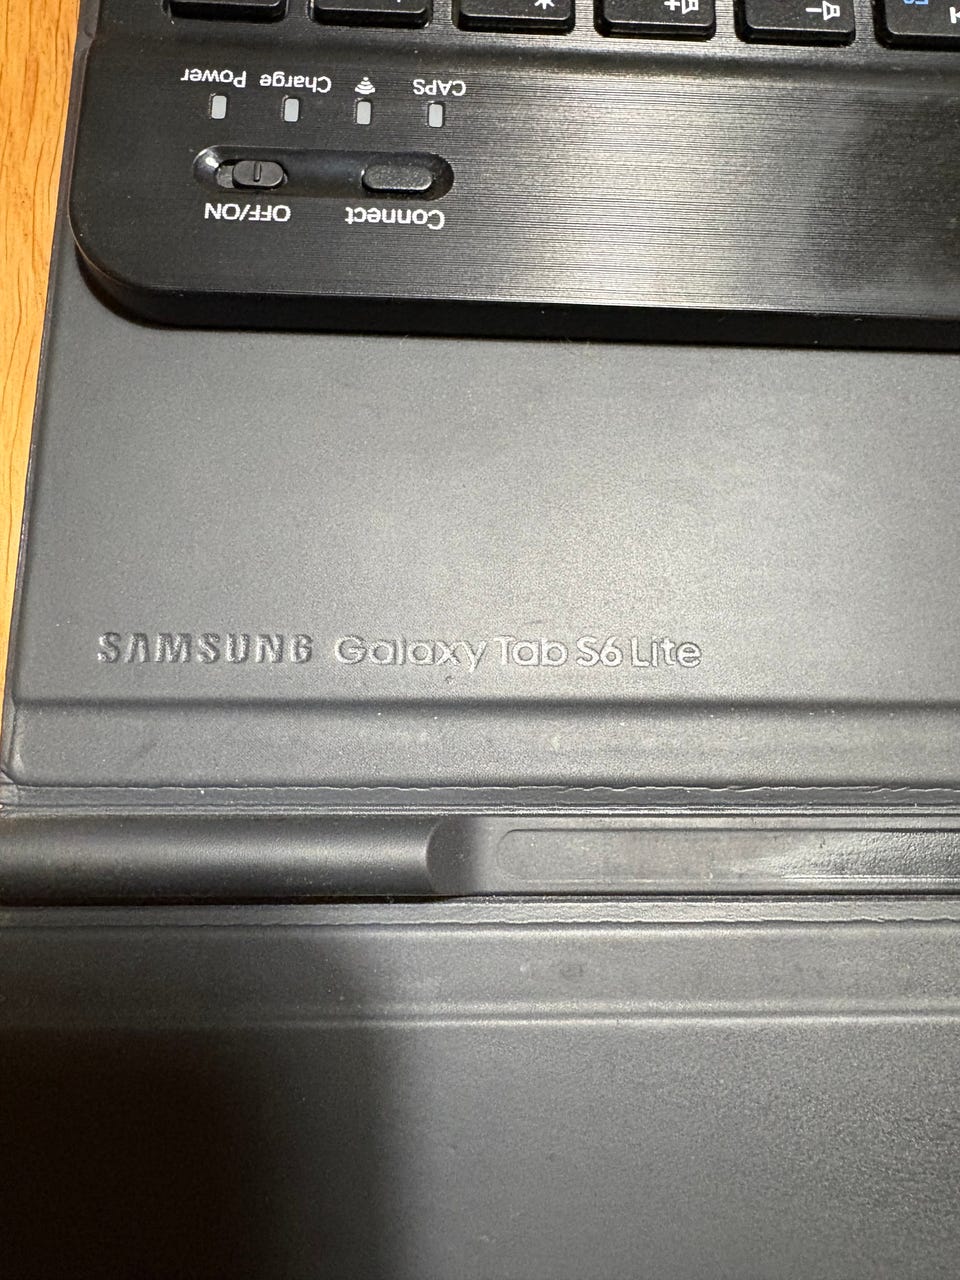 Power Charge CAPS
OFF/ON Connect
SAMSUNG Galaxy Tab S6 Lite